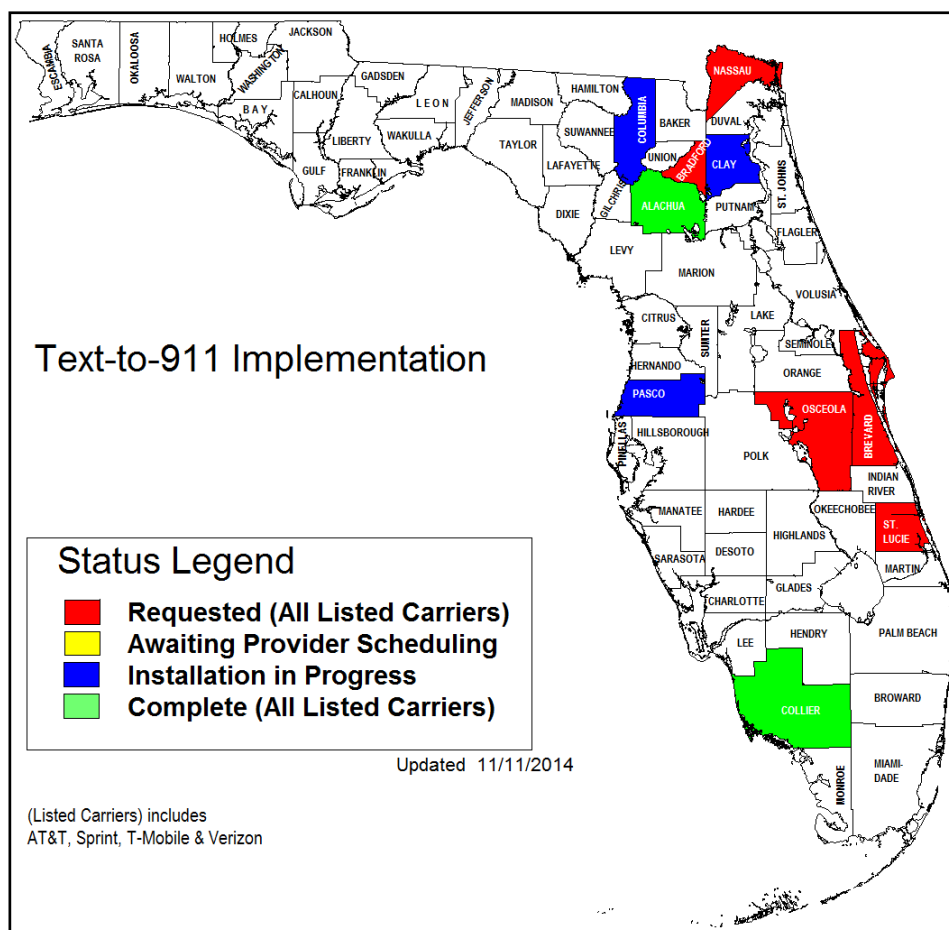 HOLMES
JACKSON
SANTA
ROSA
ESCAMBIA
OKALOOSA
WALTON
WASHINGTON
BAY
CALHOUN
GADSDEN
LEON
JEFFERSON
MADISON
HAMILTON
LIBERTY
WAKULLA
GULF
FRANKLIN
TAYLOR
SUWANNEE
LAFAYETTE
COLUMBIA
BAKER
NASSAU
DUVAL
UNION
BRADFORD
CLAY
ST. JOHNS
DIXIE
GILCHRIST
ALACHUA
PUTNAM
FLAGLER
LEVY
MARION
VOLUSIA
CITRUS
SUMTER
LAKE
SEMINOLE
HERNANDO
ORANGE
PASCO
OSCEOLA
BREVARD
PINELLAS
HILLSBOROUGH
POLK
INDIAN
RIVER
MANATEE
HARDEE
OKEECHOBEE
HIGHLANDS
ST.
LUCIE
SARASOTA
DESOTO
MARTIN
CHARLOTTE
GLADES
LEE
HENDRY
PALM BEACH
COLLIER
BROWARD
MONROE
MIAMI-
DADE
Text-to-911 Implementation
Status Legend
Requested (All Listed Carriers)
Awaiting Provider Scheduling
Installation in Progress
Complete (All Listed Carriers)
Updated 11/11/2014
(Listed Carriers) includes
AT&T, Sprint, T-Mobile & Verizon